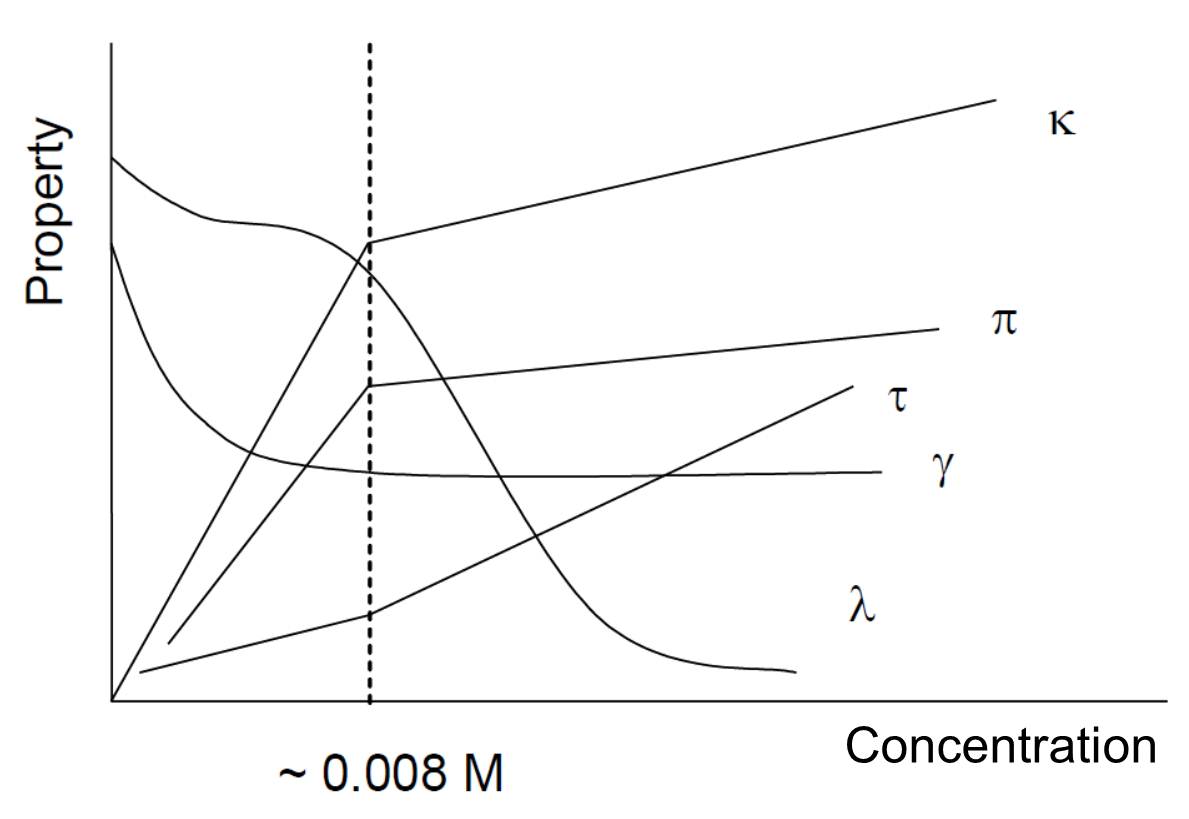 Property
κ
π
τ
γ
λ
Concentration
~ 0.008 M